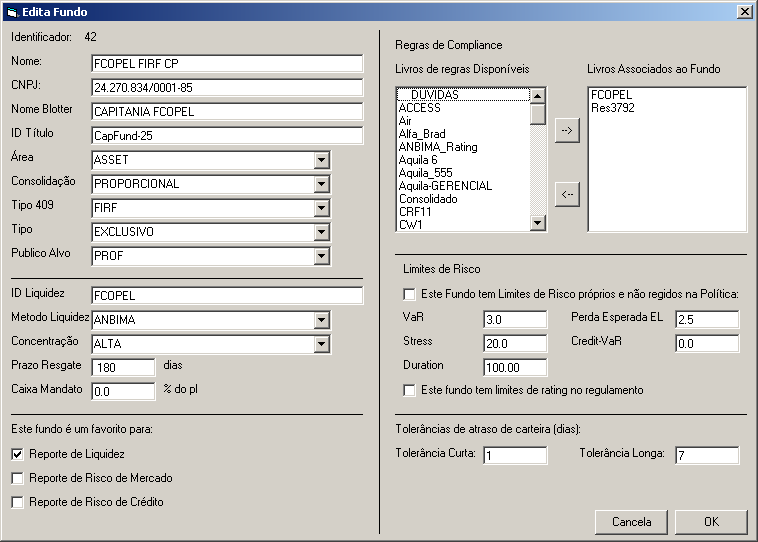 Edita Fundo
Identificador: 42
Nome: FCOPEL FIRF CP
CNPJ: 24.270.834/0001-85
Nome Blotter CAPITANIA FCOPEL
ID Título CapFund-25
Área ASSET
Consolidação PROPORCIONAL
Tipo 409 FIRF
Tipo EXCLUSIVO
Publico Alvo PROF
ID Liquidez FCOPEL
Metodo Liquidez ANBIMA
Concentração ALTA
Prazo Resgate 180 dias
Caixa Mandato 0.0 % do pl
Este fundo é um favorito para:
Reporte de Liquidez
Reporte de Risco de Mercado
Reporte de Risco de Crédito
Regras de Compliance
Livros de regras Disponíveis
__DUVIDAS
ACCESS
Air
Alfa_Brad
ANBIMA_Rating
Aquila 6
Aquila_555
Aquila-GERENCIAL
Consolidado
CRF11
CW1
-->
<--
Livros Associados ao Fundo
FCOPEL
Res3792
Limites de Risco
Este Fundo tem Limites de Risco próprios e não regidos na Política:
VaR 3.0 Perda Esperada EL 2.5
Stress 20.0 Credit-VaR 0.0
Duration 100.00
Este fundo tem limites de rating no regulamento
Tolerâncias de atraso de carteira (dias):
Tolerância Curta: 1 Tolerância Longa: 7
Cancela OK